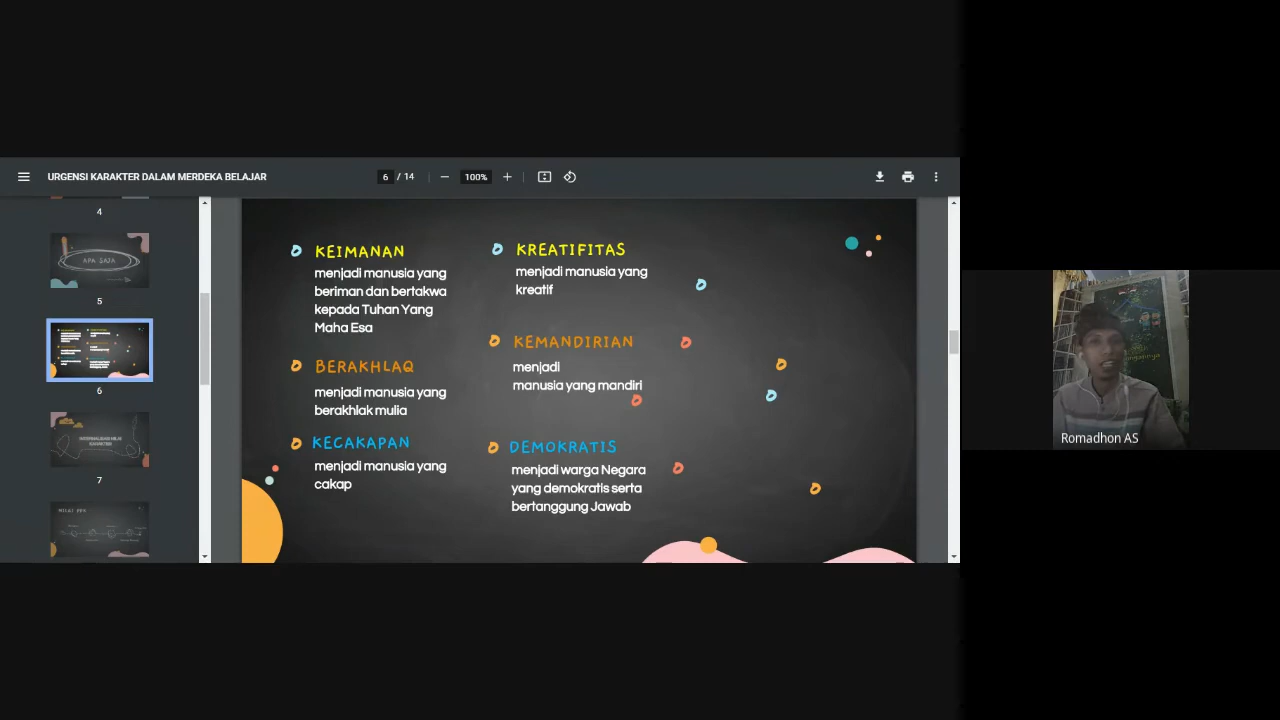 URGENSI KARAKTER DALAM MERDEKA BELAJAR
6 / 14
100%
4
APA SAJA
5
6
7
NILAI PPK
KEIMANAN
menjadi manusia yang
beriman dan bertakwa
kepada Tuhan Yang
Maha Esa
BERAKHLAQ
menjadi manusia yang
berakhlak mulia
KECAKAPAN
menjadi manusia yang
cakap
KREATIFITAS
menjadi manusia yang
kreatif
KEMANDIRIAN
menjadi
manusia yang mandiri
DEMOKRATIS
menjadi warga Negara
yang demokratis serta
bertanggung Jawab
Romadhon AS